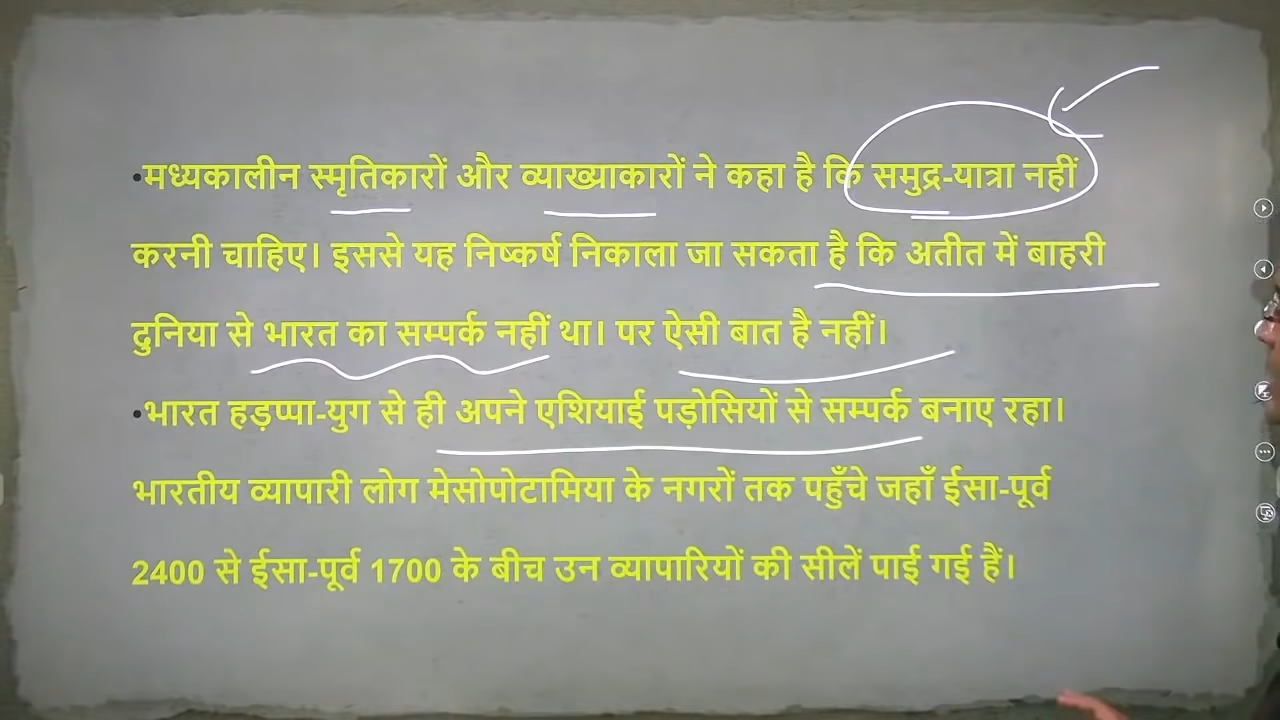 •मध्यकालीन स्मृतिकारों और व्याख्याकारों ने कहा है कि समुद्र-यात्रा नहीं
करनी चाहिए। इससे यह निष्कर्ष निकाला जा सकता है कि अतीत में बाहरी
दुनिया से भारत का सम्पर्क नहीं था। पर ऐसी बात है नहीं।
•भारत हड़प्पा-युग से ही अपने एशियाई पड़ोसियों से सम्पर्क बनाए रहा।
भारतीय व्यापारी लोग मेसोपोटामिया के नगरों तक पहुँचे जहाँ ईसा-पूर्व
2400 से ईसा-पूर्व 1700 के बीच उन व्यापारियों की सीलें पाई गई हैं।